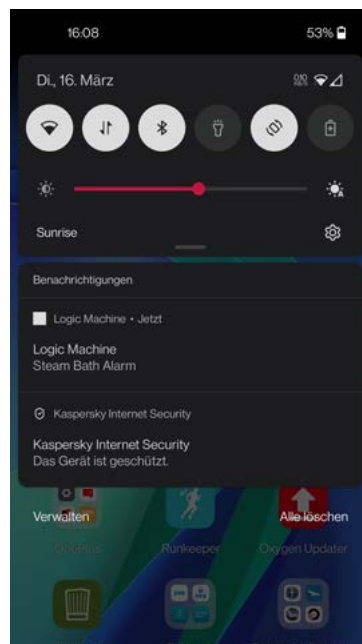 16:08
53%
Di., 16. März
Sunrise
Benachrichtigungen
Logic Machine • Jetzt
Logic Machine
Steam Bath Alarm
Kaspersky Internet Security
Kaspersky Internet Security
Das Gerät ist geschützt.
Verwalten
Alle löschen
OnePlus
Runkeeper
Oxygen Updater